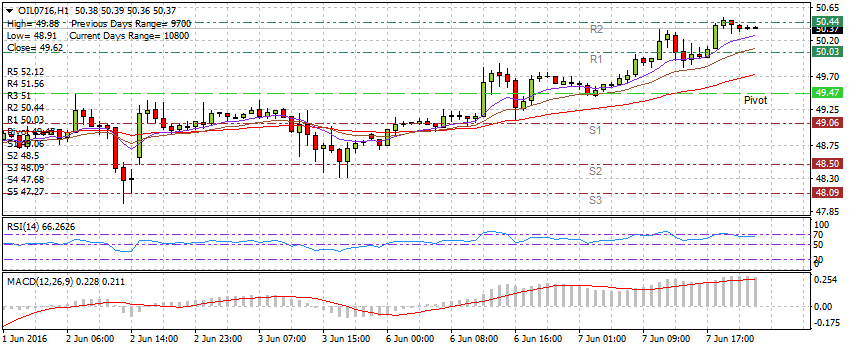 OIL0716,H1 50.38 50.39 50.36 50,37
High= 49.88 Previous Days Range= 9700
Low= 48.91 Current Days Range= 10800
Close= 49.62
R5 52,12
R4 51,56
R3 51
R2 50.44
R1 50,03
Pivot 49.47
S1 49.06
S2 48.5
S3 48.09
S4 47.68
S5 47.27
R2
R1
Pivot
S1
S2
S3
50.65
50.44
50.37
50.20
50.03
49.70
49.47
49.25
49.06
48.75
48.50
48.30
48.09
47.85
RSI(14) 66.2626
100
70
50
20
0
MACD(12,26,9) 0.228 0.211
0.254
0.00
-0.175
1 Jun 2016 2 Jun 06:00 2 Jun 14:00 2 Jun 23:00 3 Jun 07:00 3 Jun 15:00 6 Jun 00:00 6 Jun 08:00 6 Jun 16:00 7 Jun 01:00 7 Jun 09:00 7 Jun 17:00